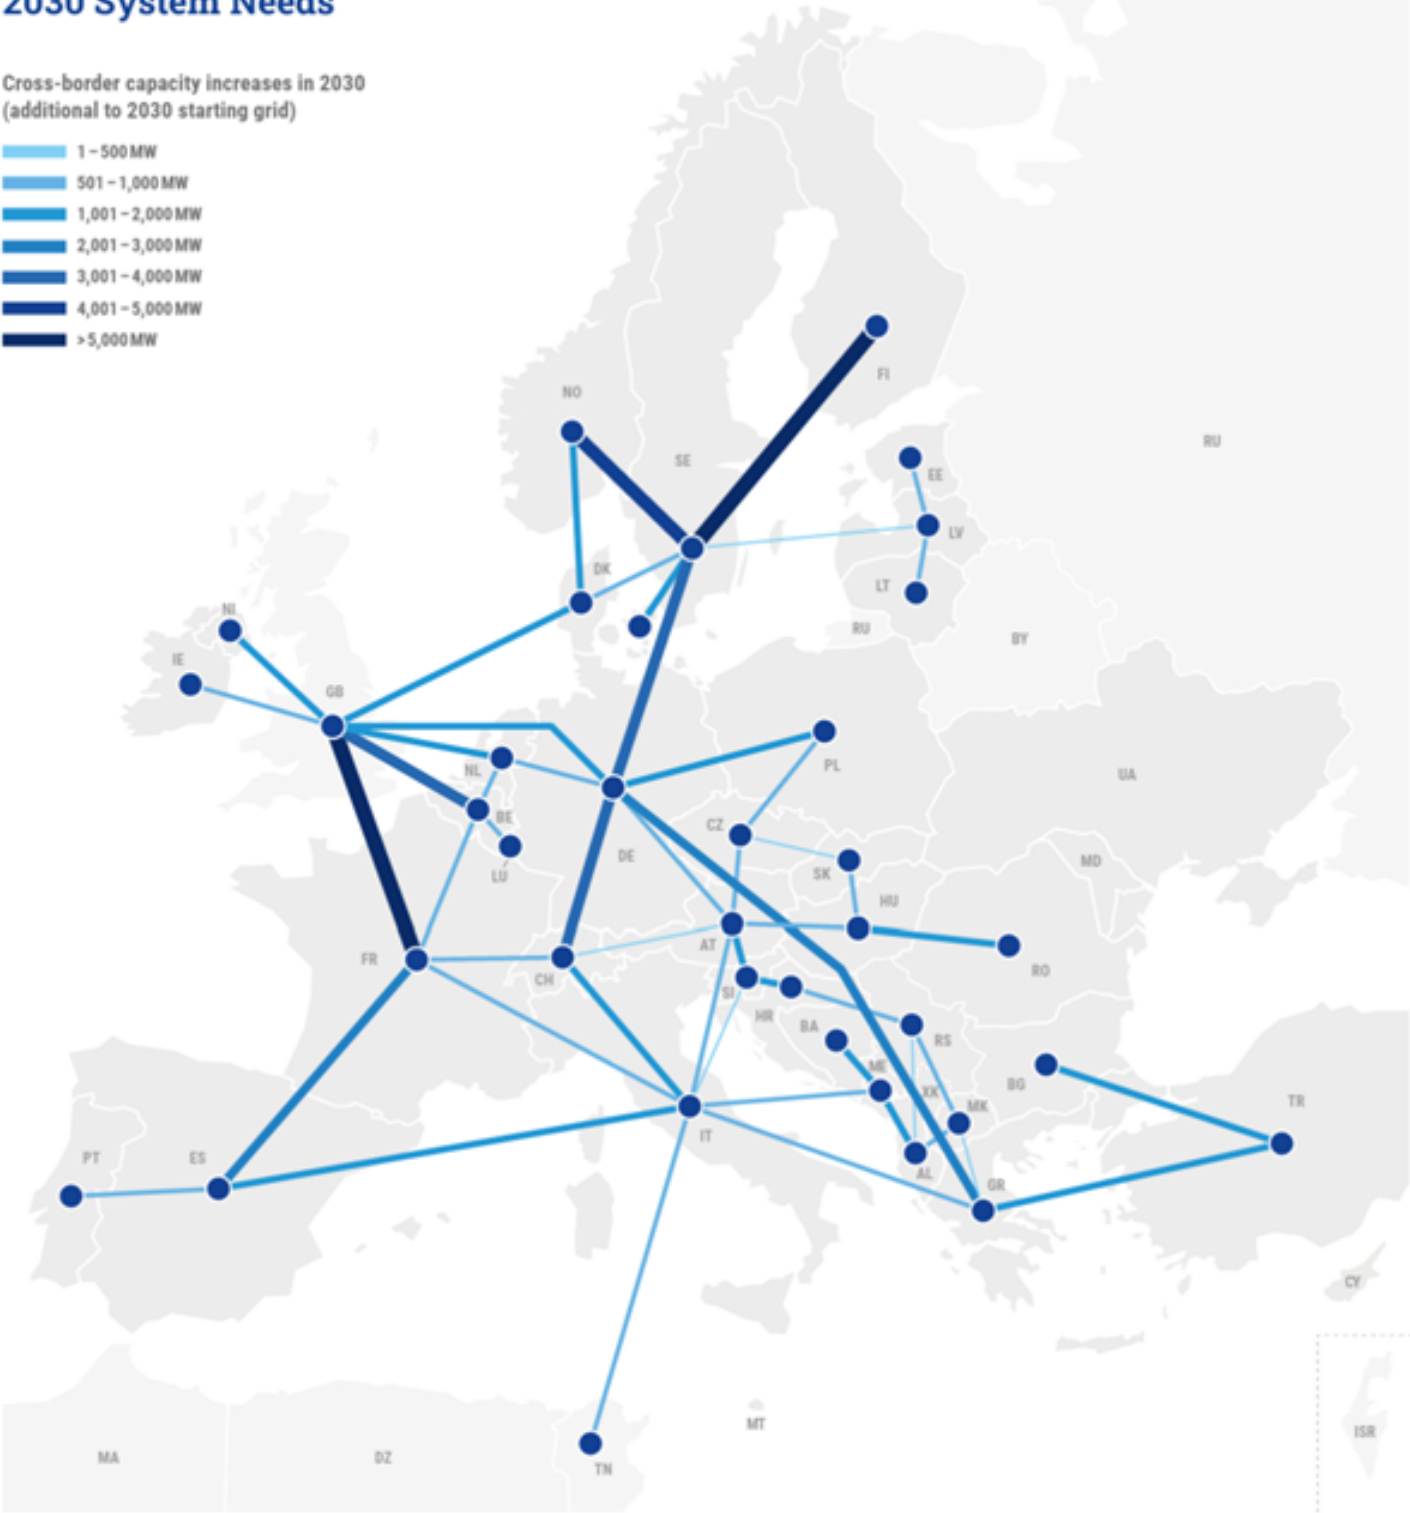 2030 System Needs
Cross-border capacity increases in 2030
(additional to 2030 starting grid)
1–500 MW
501–1,000 MW
1,001–2,000 MW
2,001–3,000 MW
3,001–4,000 MW
4,001–5,000 MW
>5,000 MW
FI
NO
RU
SE
EE
LV
DK
LT
NI
RU
BY
IE
GB
PL
NL
UA
BE
CZ
DE
MD
LU
SK
HU
AT
FR
RO
CH
SI
HR
BA
RS
ME
BG
XK
TR
MK
IT
PT
ES
AL
GR
CY
MT
ISR
MA
DZ
TN